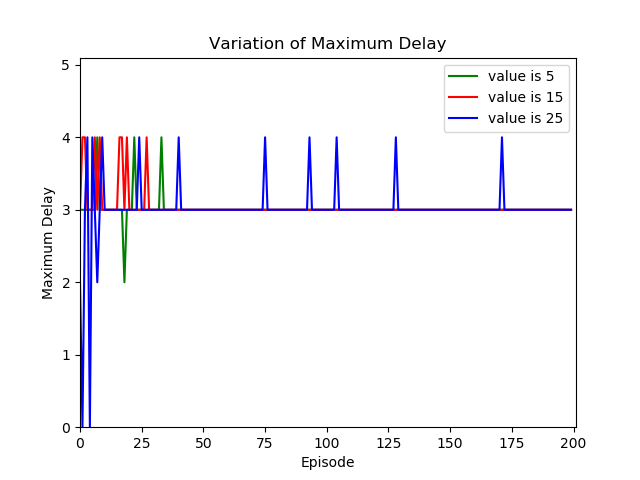 Variation of Maximum Delay
value is 5
value is 15
value is 25
Maximum Delay
5
4
3
2
1
0
0 25 50 75 100 125 150 175 200
Episode